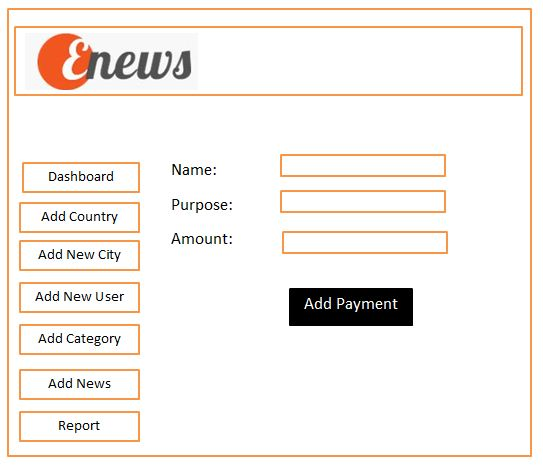 Enews
Dashboard
Add Country
Add New City
Add New User
Add Category
Add News
Report
Name:
Purpose:
Amount:
Add Payment